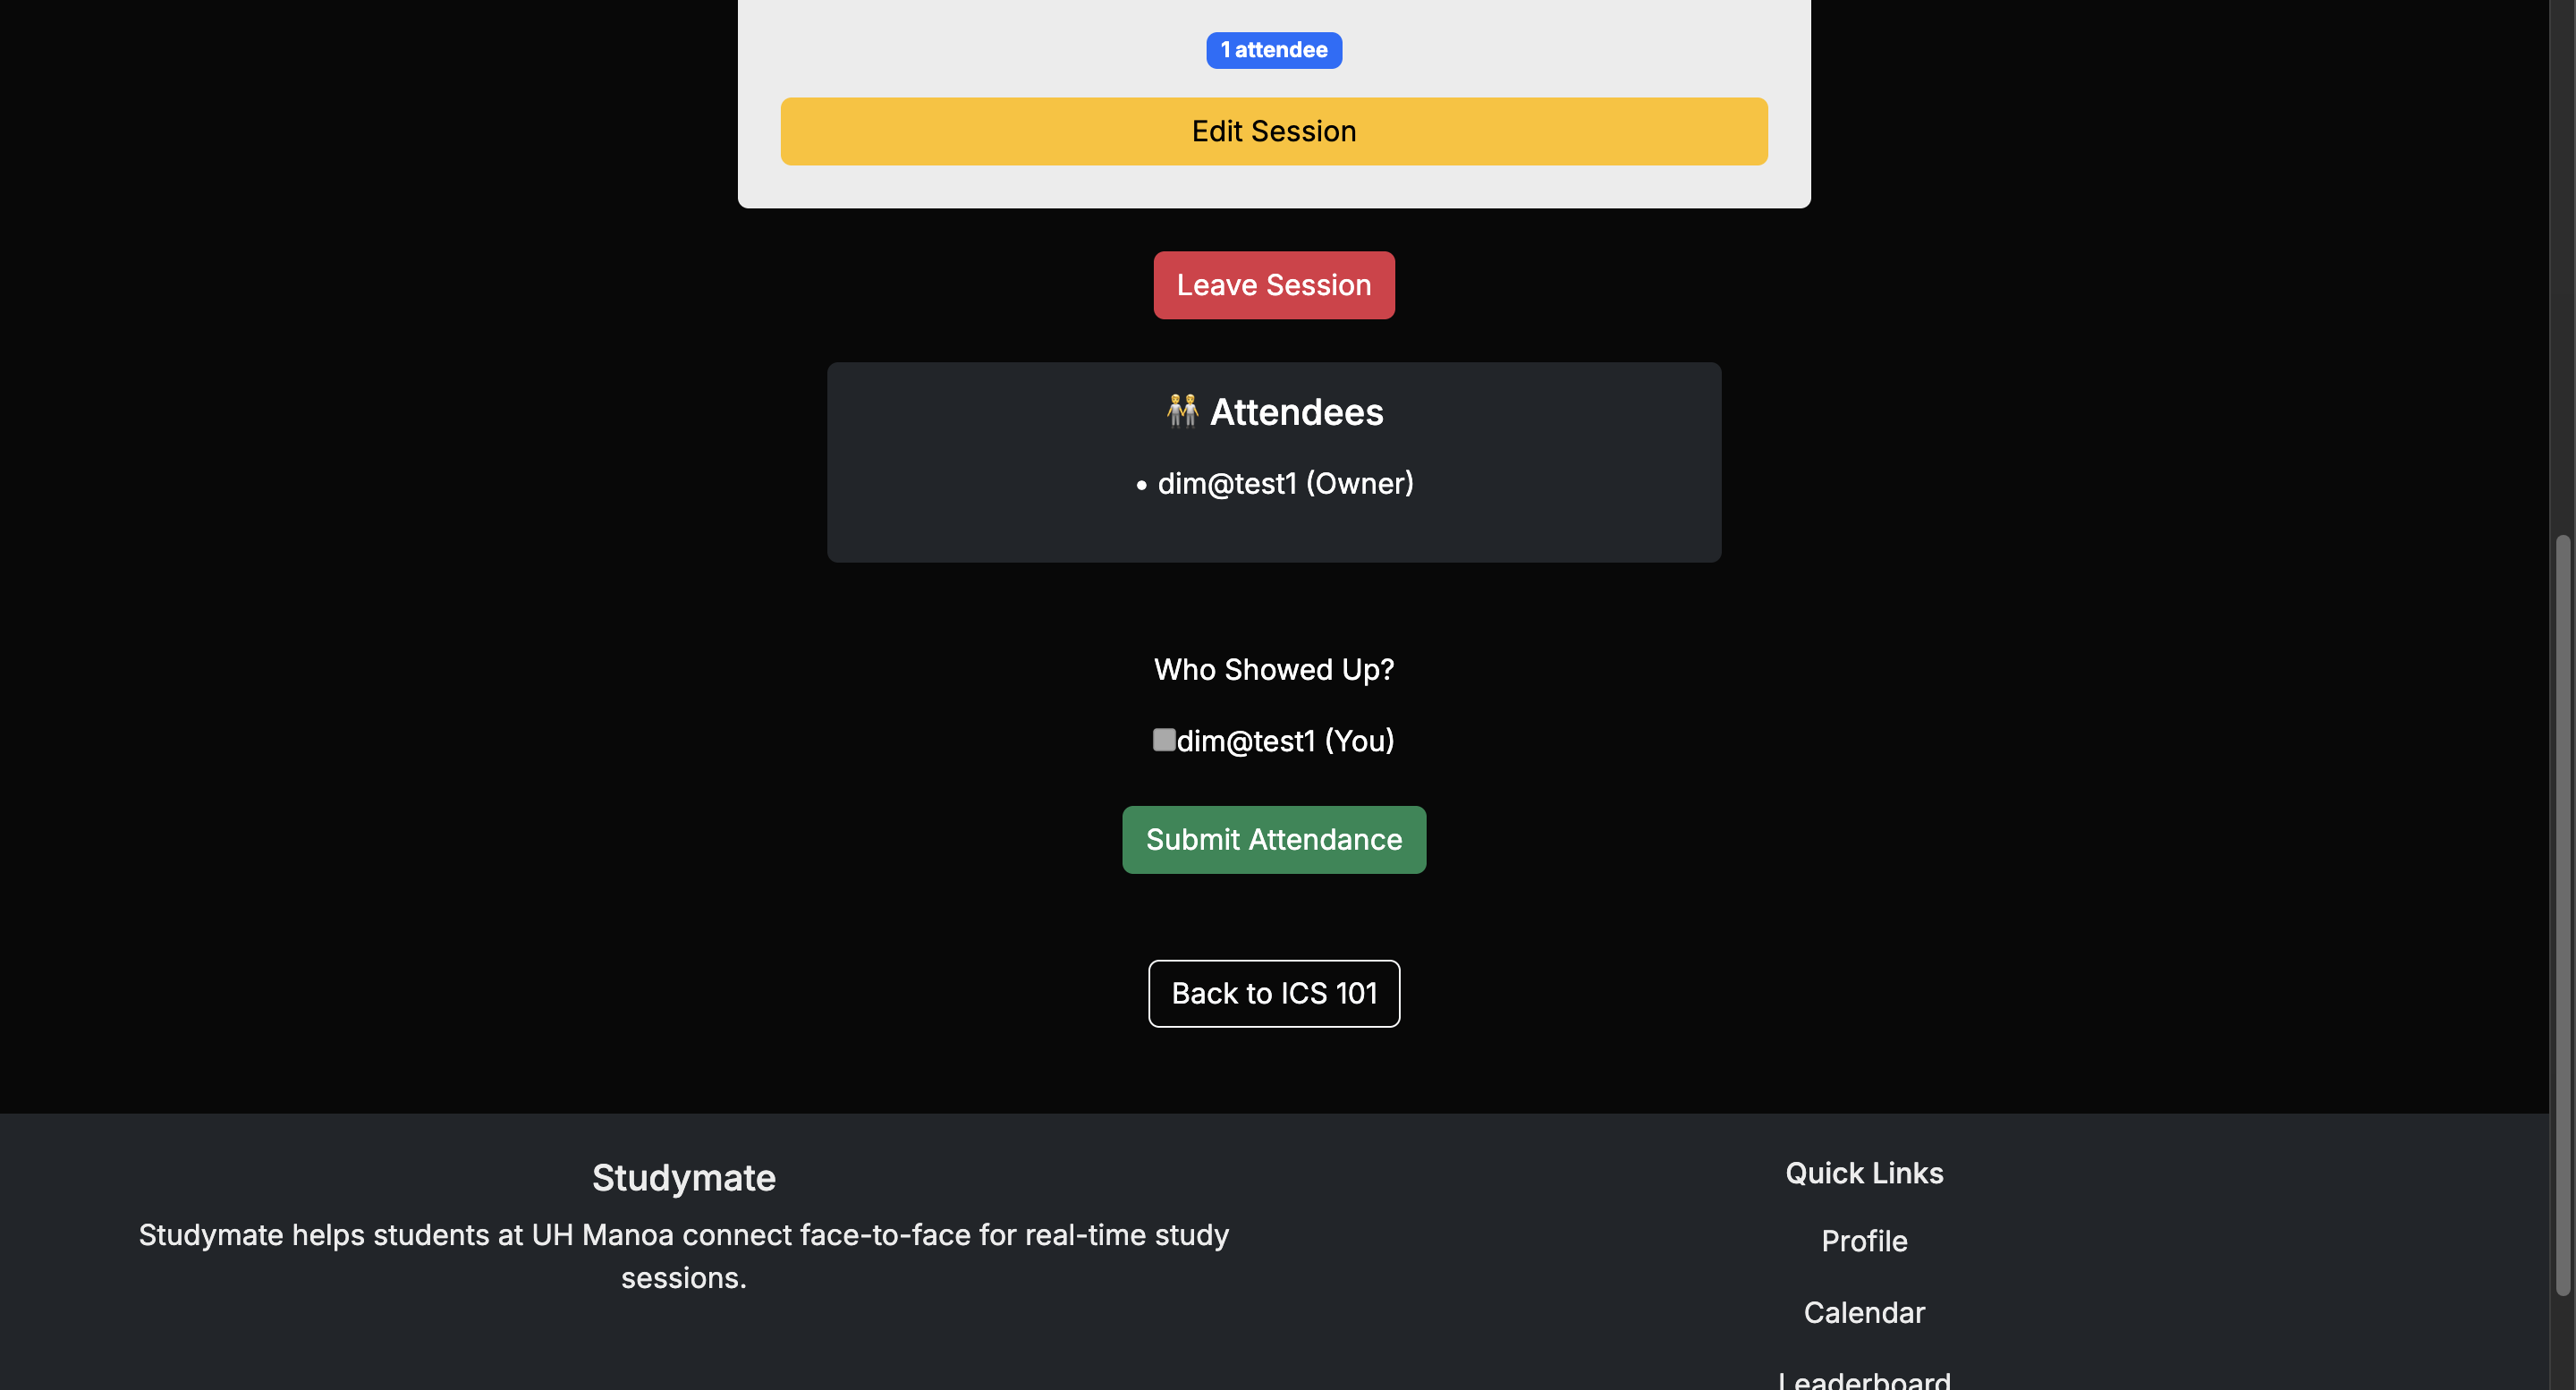 1 attendee
Edit Session
Leave Session
👬 Attendees
• dim@test1 (Owner)
Who Showed Up?
dim@test1 (You)
Submit Attendance
Back to ICS 101
Studymate
Studymate helps students at UH Manoa connect face-to-face for real-time study
sessions.
Quick Links
Profile
Calendar
Leaderboard